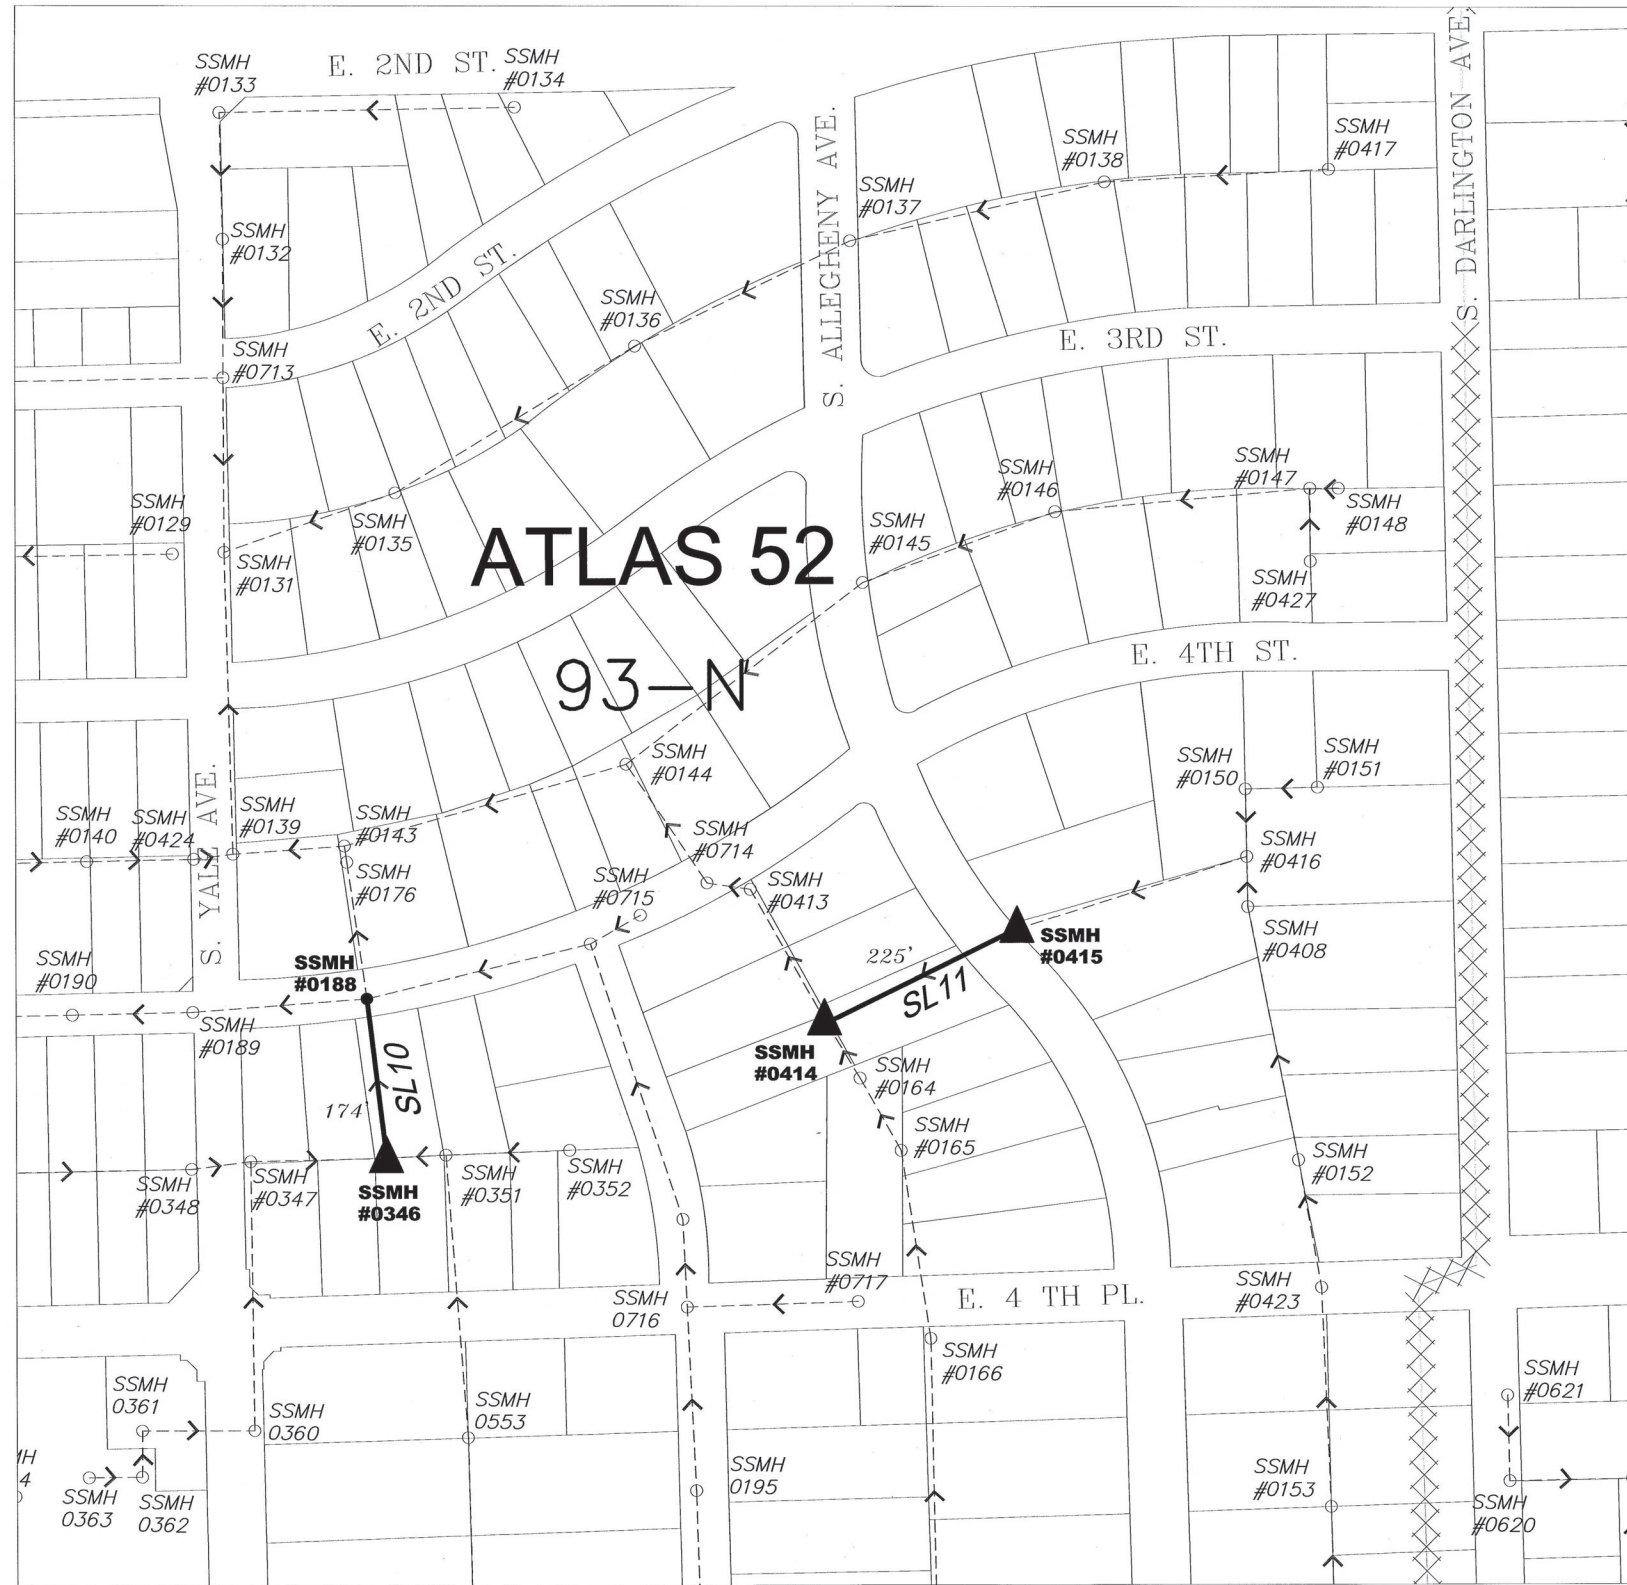 E. 2ND ST.
SSMH
#0133
SSMH
#0134
S. DARLINGTON AVE.
SSMH
#0417
SSMH
#0138
S. ALLEGHENY AVE.
SSMH
#0137
SSMH
#0132
E. 2ND ST.
SSMH
#0136
E. 3RD ST.
SSMH
#0713
SSMH
#0147
SSMH
#0146
SSMH
#0148
SSMH
#0129
SSMH
#0135
SSMH
#0145
ATLAS 52
SSMH
#0131
SSMH
#0427
E. 4TH ST.
93-N
SSMH
#0144
SSMH
#0150
SSMH
#0151
S. YALE AVE.
SSMH
#0140
SSMH
#0424
SSMH
#0139
SSMH
#0143
SSMH
#0714
SSMH
#0416
SSMH
#0176
SSMH
#0715
SSMH
#0413
SSMH
#0415
SSMH
#0408
225'
SL11
SSMH
#0190
SSMH
#0188
SSMH
#0189
SSMH
#0414
SSMH
#0164
174'
SL10
SSMH
#0165
SSMH
#0348
SSMH
#0347
SSMH
#0346
SSMH
#0351
SSMH
#0352
SSMH
#0152
SSMH
#0717
SSMH
0716
E. 4 TH PL.
SSMH
#0423
SSMH
#0166
SSMH
#0621
SSMH
0361
SSMH
0360
SSMH
0553
MH
4
SSMH
0363
SSMH
0362
SSMH
0195
SSMH
#0153
SSMH
#0620